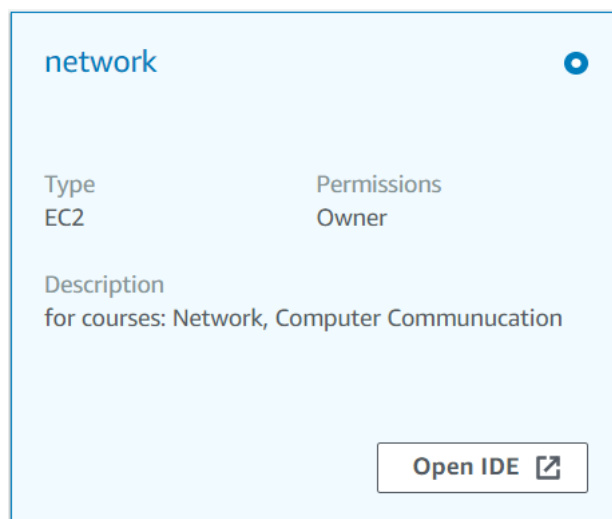 network
Type Permissions
EC2 Owner
Description
for courses: Network, Computer Communucation
Open IDE